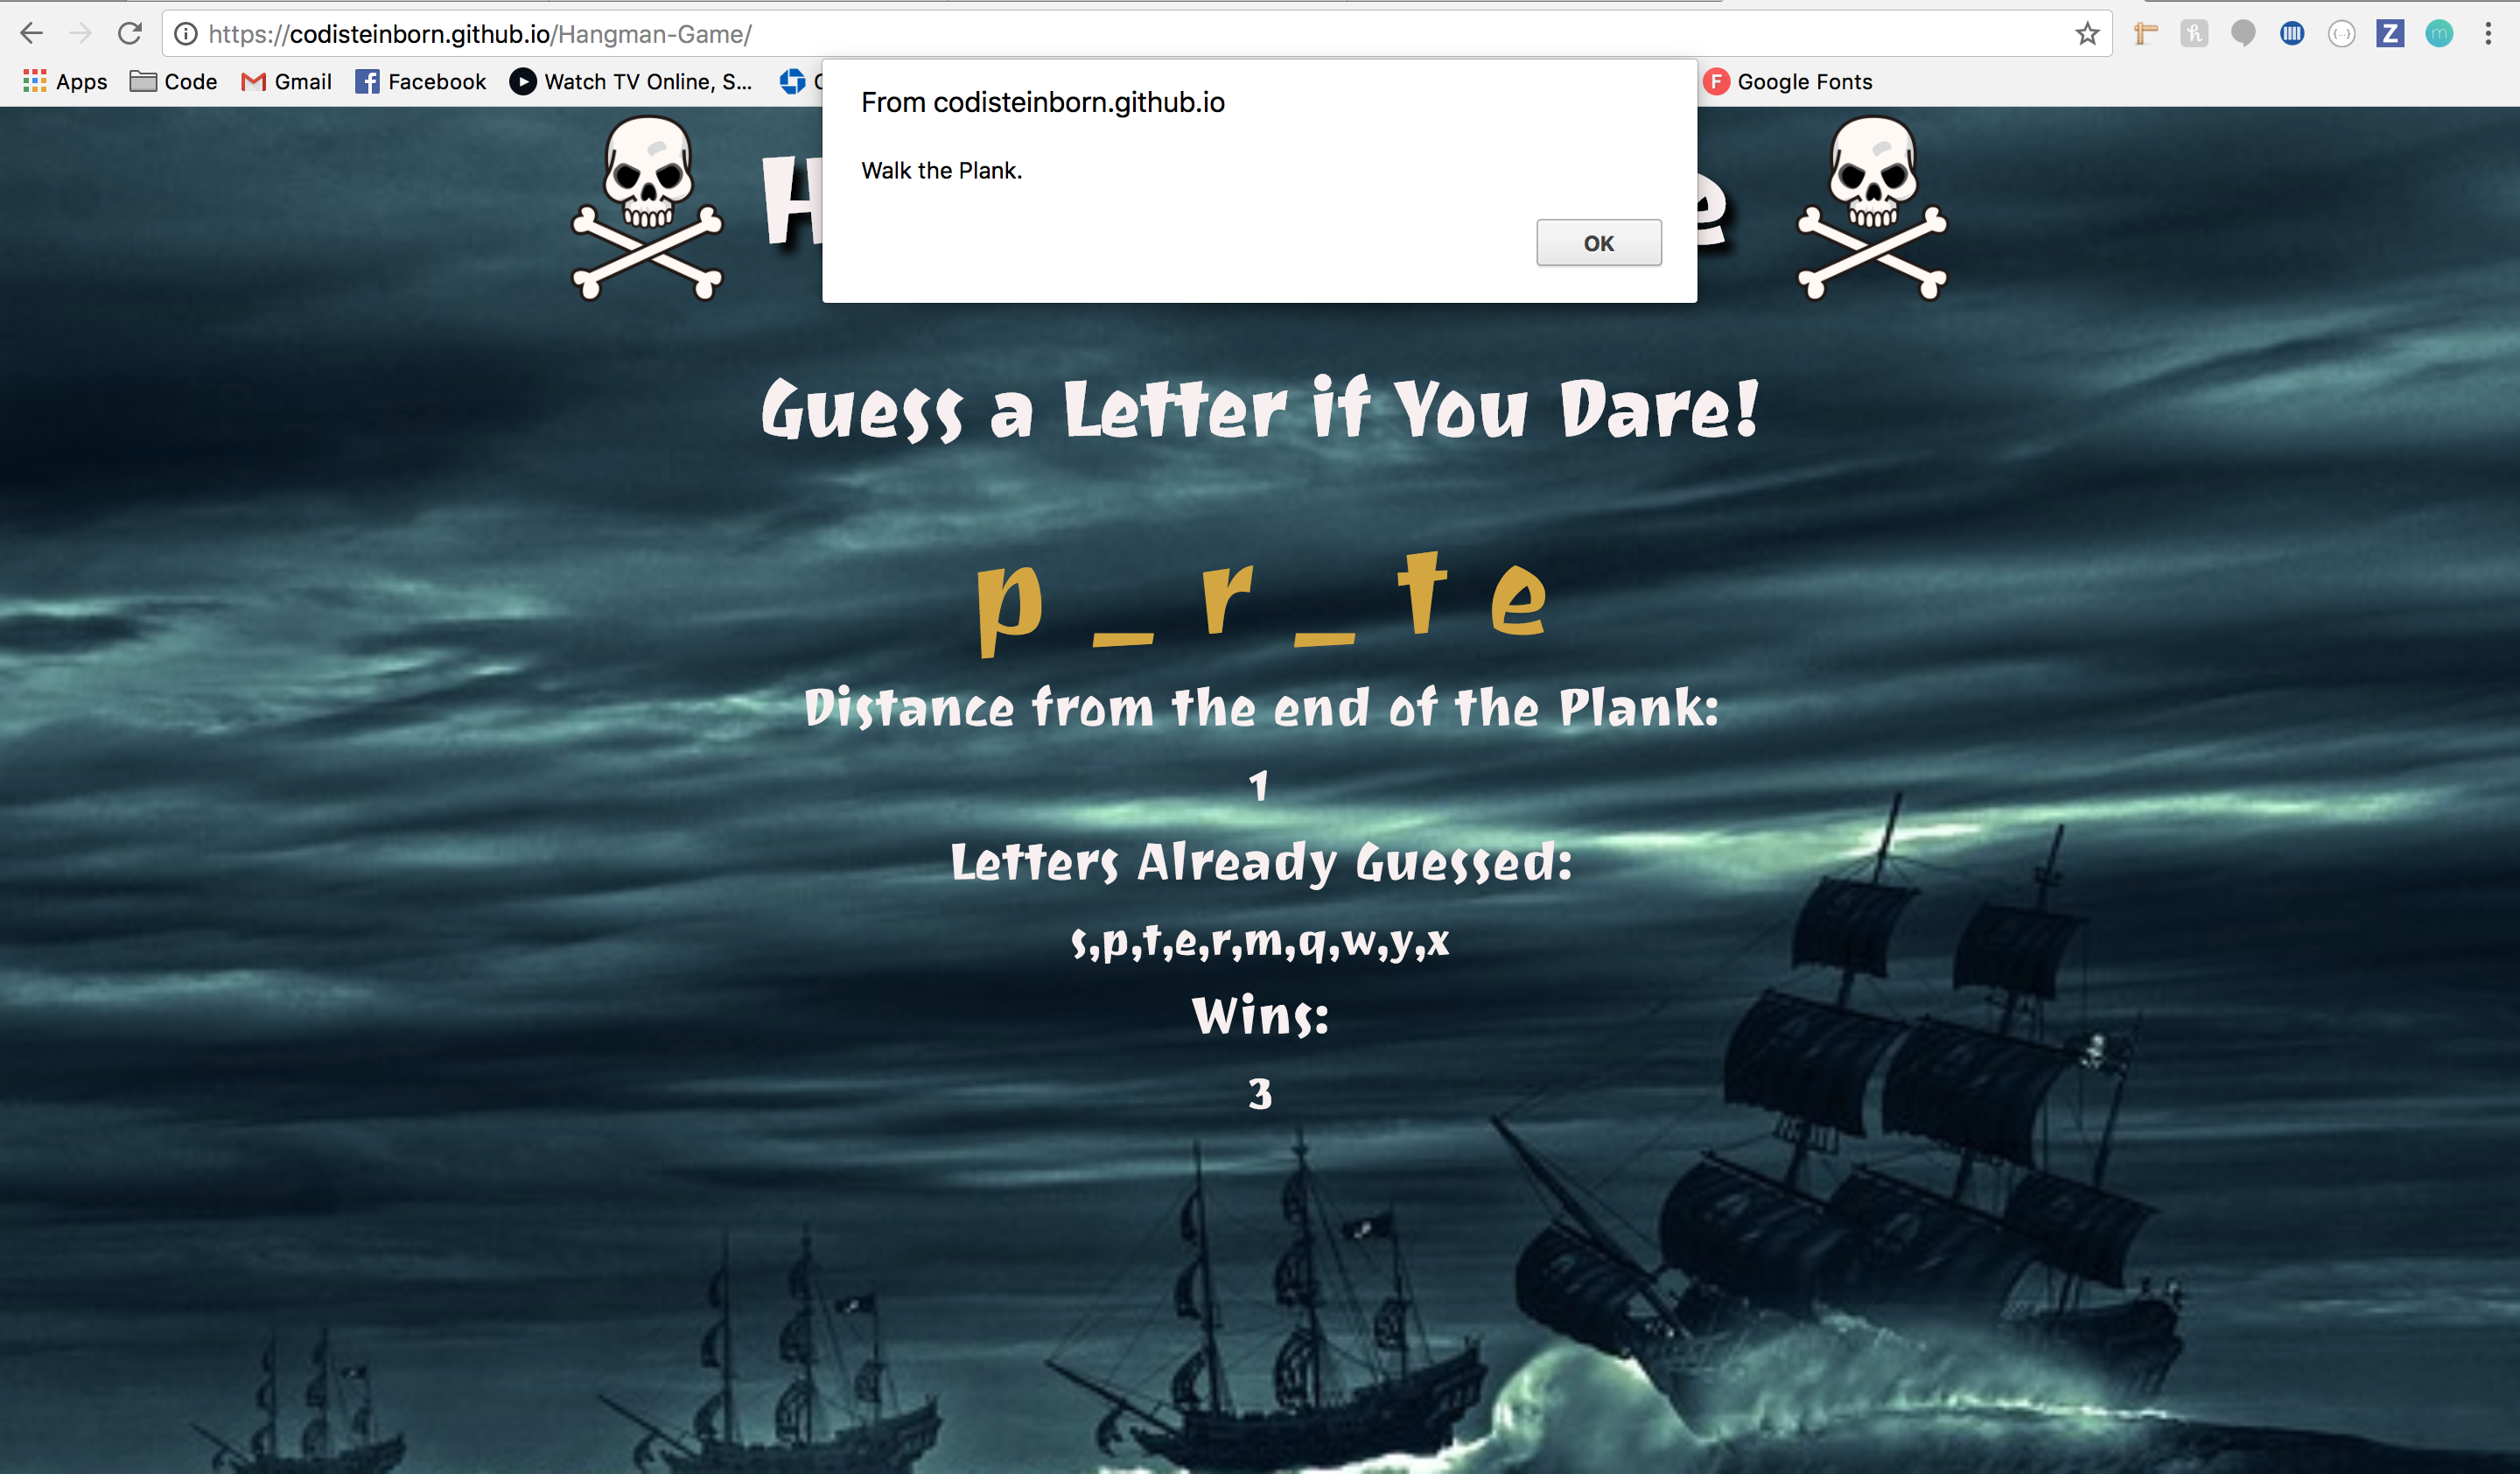 https://codisteinborn.github.io/Hangman-Game/
Apps Code Gmail Facebook Watch TV Online, S... Google Fonts
From codisteinborn.github.io
Walk the Plank.
OK
Guess a Letter if You Dare!
p _ r _ t e
Distance from the end of the Plank:
1
Letters Already Guessed:
s,p,t,e,r,m,q,w,y,x
Wins:
3